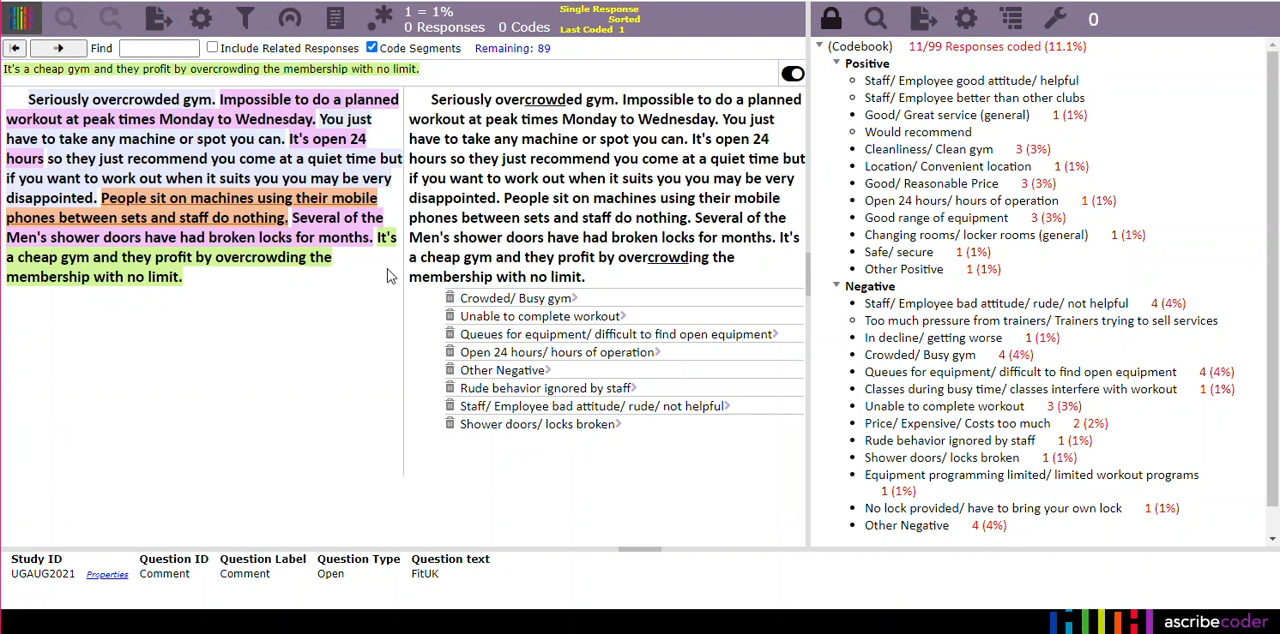 1 = 1%
0 Responses 0 Codes
Single Response
Sorted
Last Coded 1
0
Find
Include Related Responses
Code Segments
Remaining: 89
It's a cheap gym and they profit by overcrowding the membership with no limit.
Seriously overcrowded gym. Impossible to do a planned
workout at peak times Monday to Wednesday. You just
have to take any machine or spot you can. It's open 24
hours so they just recommend you come at a quiet time but
if you want to work out when it suits you you may be very
disappointed. People sit on machines using their mobile
phones between sets and staff do nothing. Several of the
Men's shower doors have had broken locks for months. It's
a cheap gym and they profit by overcrowding the
membership with no limit.
Seriously overcrowded gym. Impossible to do a planned
workout at peak times Monday to Wednesday. You just
have to take any machine or spot you can. It's open 24
hours so they just recommend you come at a quiet time but
if you want to work out when it suits you you may be very
disappointed. People sit on machines using their mobile
phones between sets and staff do nothing. Several of the
Men's shower doors have had broken locks for months. It's
a cheap gym and they profit by overcrowding the
membership with no limit.
Crowded/ Busy gym
Unable to complete workout
Queues for equipment/ difficult to find open equipment
Open 24 hours/ hours of operation
Other Negative
Rude behavior ignored by staff
Staff/ Employee bad attitude/ rude/ not helpful
Shower doors/ locks broken
(Codebook) 11/99 Responses coded (11.1%)
Positive
Staff/ Employee good attitude/ helpful
Staff/ Employee better than other clubs
Good/ Great service (general) 1 (1%)
Would recommend
Cleanliness/ Clean gym 3 (3%)
Location/ Convenient location 1 (1%)
Good/ Reasonable Price 3 (3%)
Open 24 hours/ hours of operation 1 (1%)
Good range of equipment 3 (3%)
Changing rooms/ locker rooms (general) 1 (1%)
Safe/ secure 1 (1%)
Other Positive 1 (1%)
Negative
Staff/ Employee bad attitude/ rude/ not helpful 4 (4%)
Too much pressure from trainers/ Trainers trying to sell services
In decline/ getting worse 1 (1%)
Crowded/ Busy gym 4 (4%)
Queues for equipment/ difficult to find open equipment 4 (4%)
Classes during busy time/ classes interfere with workout 1 (1%)
Unable to complete workout 3 (3%)
Price/ Expensive/ Costs too much 2 (2%)
Rude behavior ignored by staff 1 (1%)
Shower doors/ locks broken 1 (1%)
Equipment programming limited/ limited workout programs
1 (1%)
No lock provided/ have to bring your own lock 1 (1%)
Other Negative 4 (4%)
Study ID Question ID Question Label Question Type Question text
UGAUG2021 Properties Comment Comment Open FitUK
ascribecoder